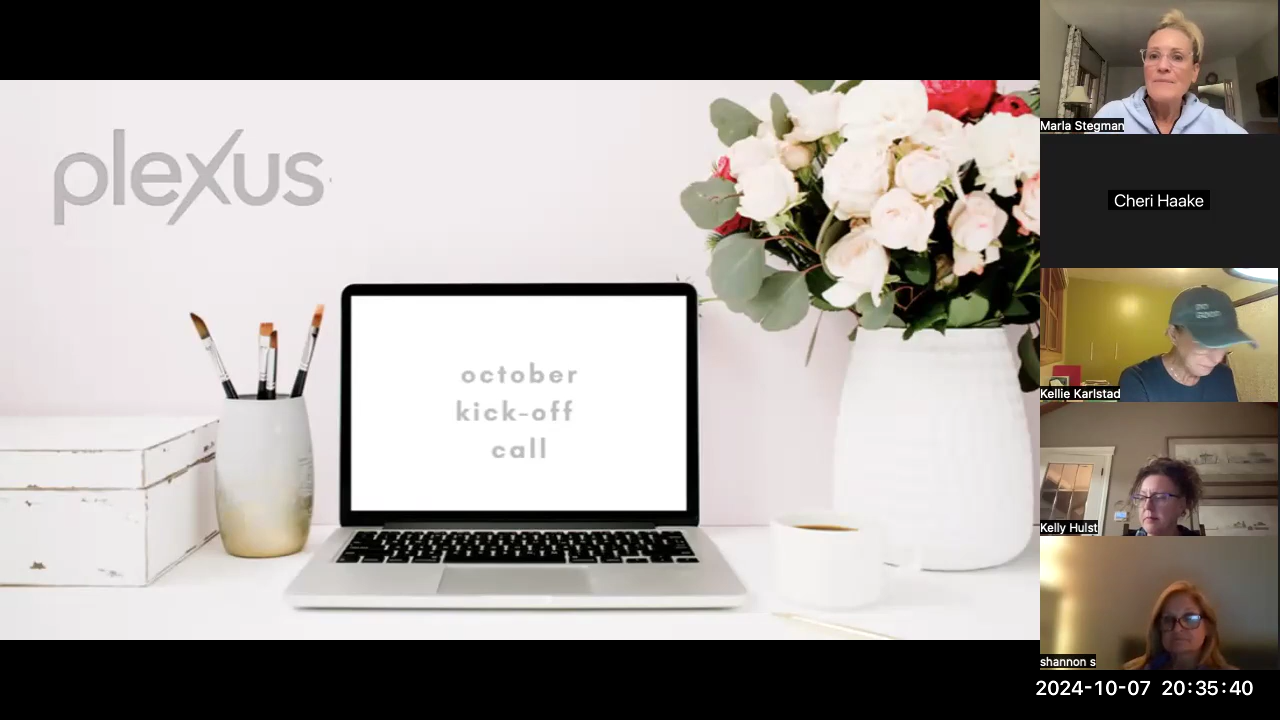 plexus
october
kick-off
call
Marla Stegman
Cheri Haake
Kellie Karlstad
Kelly Hulst
shannon s
2024-10-07 20:35:40